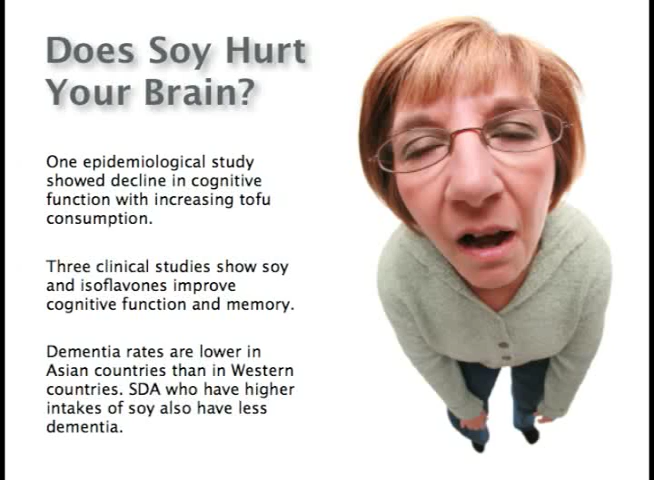 Does Soy Hurt
Your Brain?
One epidemiological study
showed decline in cognitive
function with increasing tofu
consumption.
Three clinical studies show soy
and isoflavones improve
cognitive function and memory.
Dementia rates are lower in
Asian countries than in Western
countries. SDA who have higher
intakes of soy also have less
dementia.